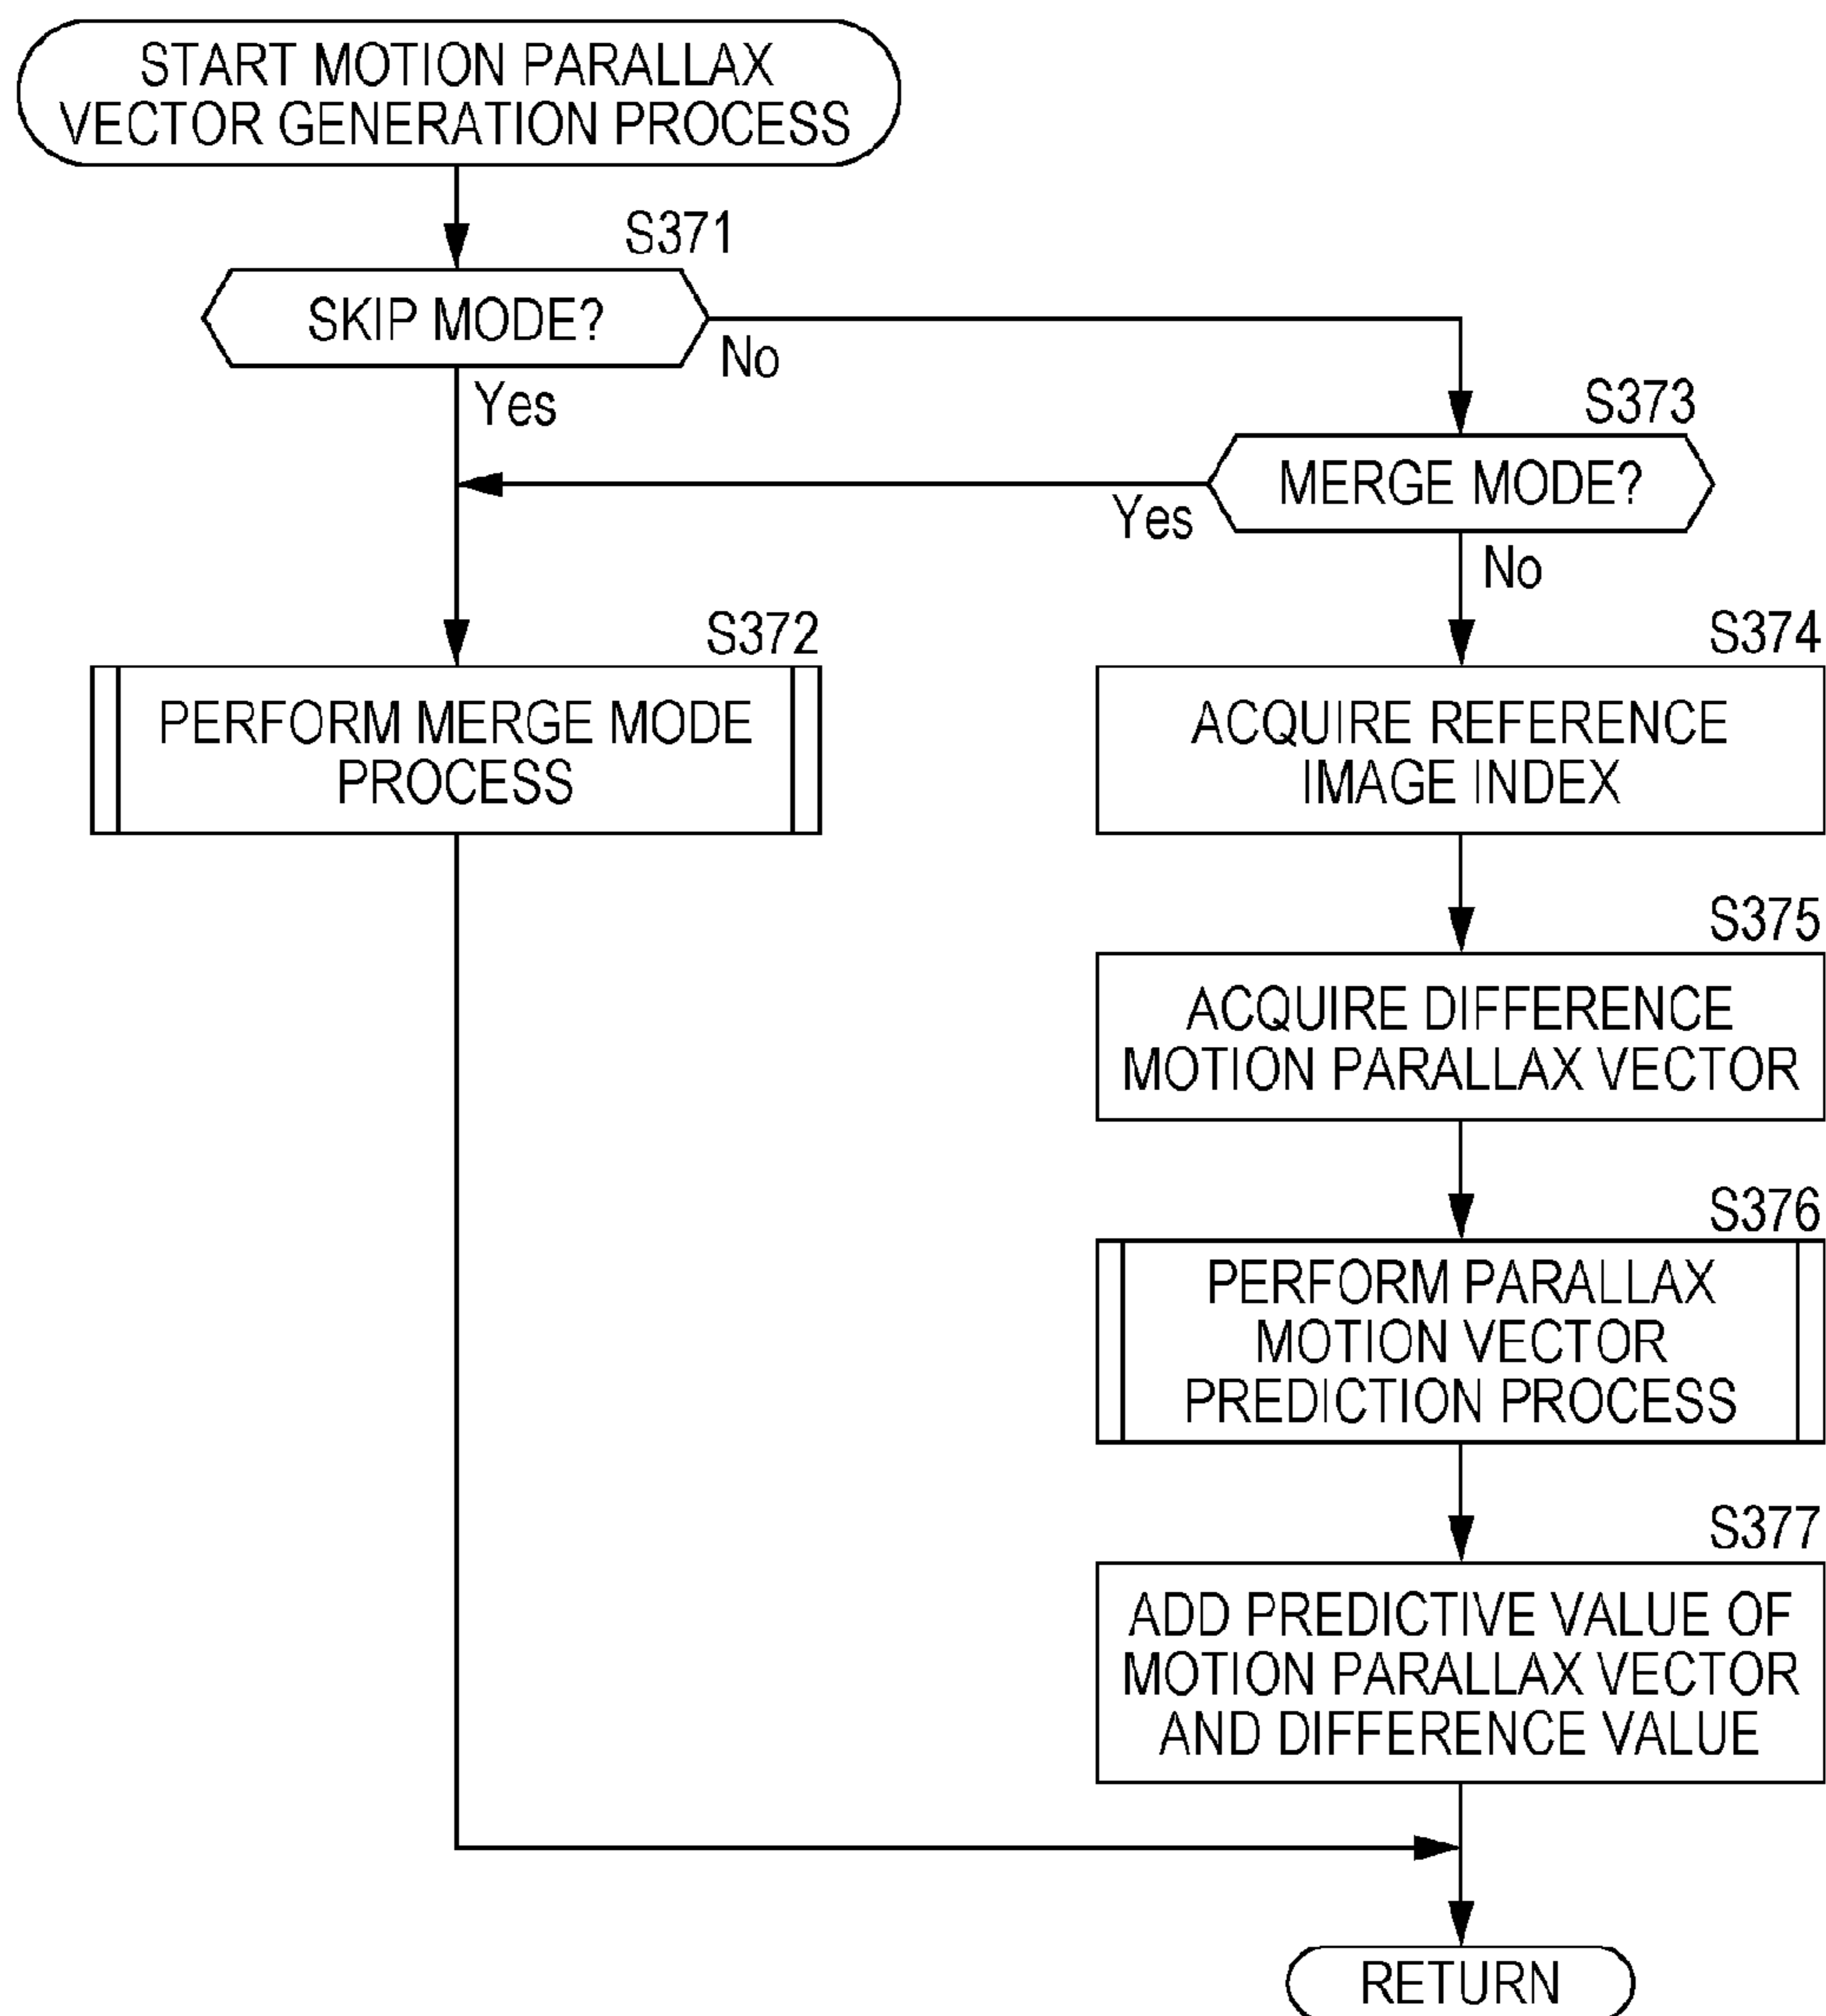 START MOTION PARALLAX
VECTOR GENERATION PROCESS
S371
SKIP MODE?
No
Yes
S373
MERGE MODE?
Yes
No
S372
PERFORM MERGE MODE
PROCESS
S374
ACQUIRE REFERENCE
IMAGE INDEX
S375
ACQUIRE DIFFERENCE
MOTION PARALLAX VECTOR
S376
PERFORM PARALLAX
MOTION VECTOR
PREDICTION PROCESS
S377
ADD PREDICTIVE VALUE OF
MOTION PARALLAX VECTOR
AND DIFFERENCE VALUE
RETURN